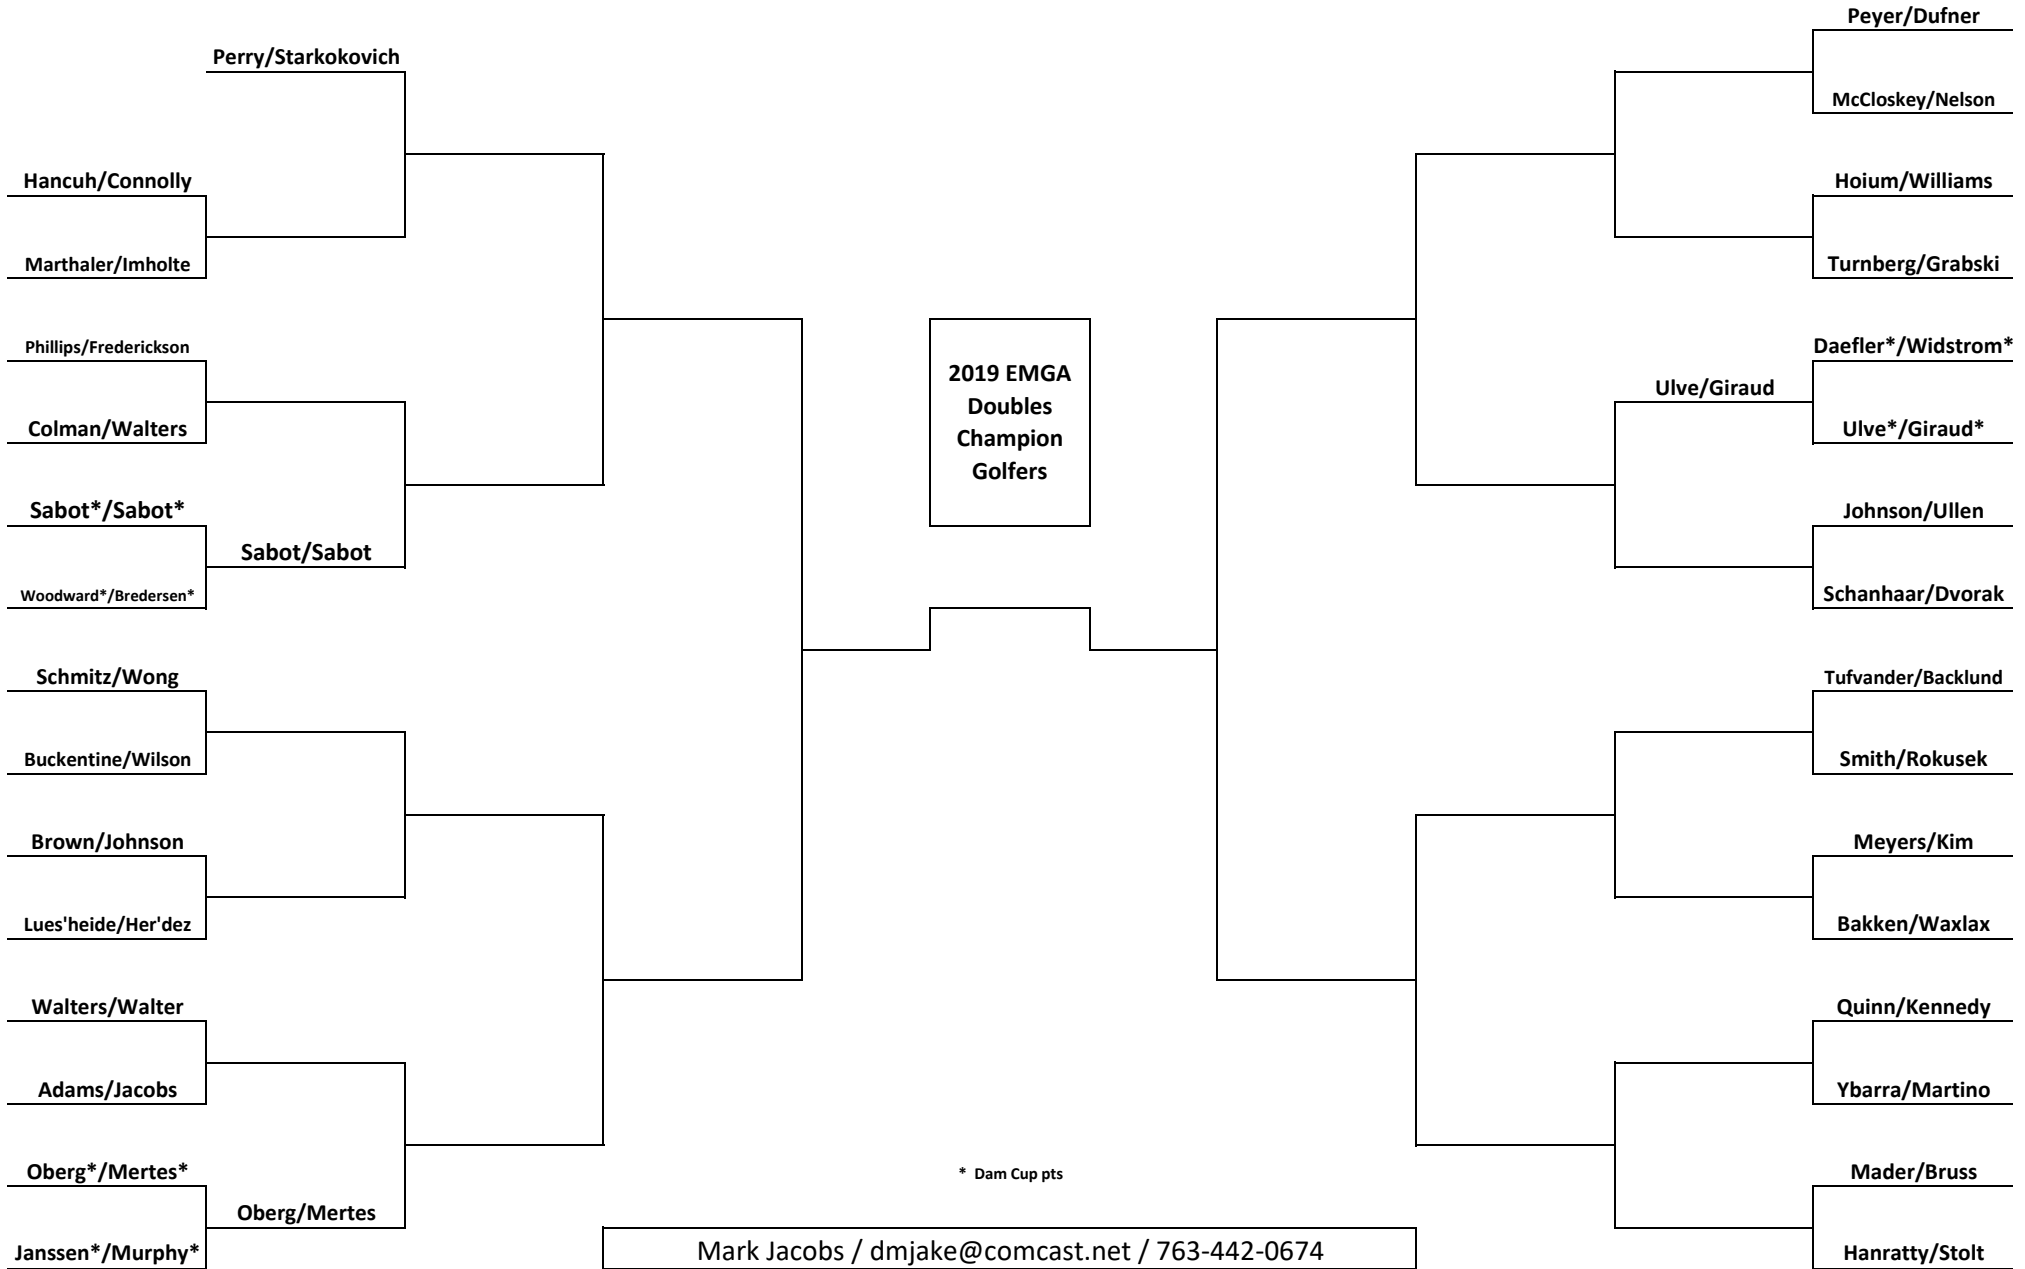 Perry/Starkokovich
Hancuh/Connolly
Marthaler/Imholte
Phillips/Frederickson
Colman/Walters
Sabot*/Sabot*
Sabot/Sabot
Woodward*/Bredersen*
Schmitz/Wong
Buckentine/Wilson
Brown/Johnson
Lues'heide/Her'dez
Walters/Walter
Adams/Jacobs
Oberg*/Mertes*
Oberg/Mertes
Janssen*/Murphy*
2019 EMGA
Doubles
Champion
Golfers
* Dam Cup pts
Mark Jacobs / dmjake@comcast.net / 763-442-0674
Peyer/Dufner
McCloskey/Nelson
Hoium/Williams
Turnberg/Grabski
Daefler*/Widstrom*
Ulve/Giraud
Ulve*/Giraud*
Johnson/Ullen
Schanhaar/Dvorak
Tufvander/Backlund
Smith/Rokusek
Meyers/Kim
Bakken/Waxlax
Quinn/Kennedy
Ybarra/Martino
Mader/Bruss
Hanratty/Stolt